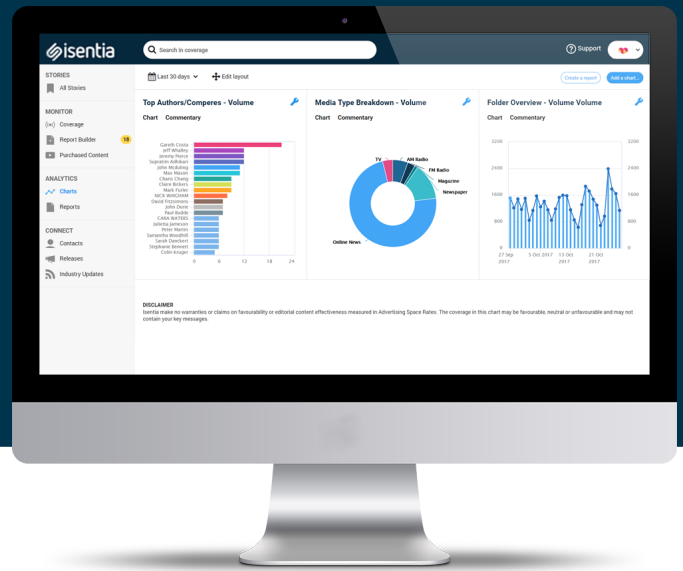 isentia
Search in coverage
Support
STORIES
All Stories
MONITOR
Coverage
Report Builder 18
Purchased Content
ANALYTICS
Charts
Reports
CONNECT
Contacts
Releases
Industry Updates
Last 30 days
Edit layout
Create a report
Add a chart...
Top Authors/Comperes - Volume
Chart Commentary
Gareth Costa
Jeff Whalley
Jeremy Pierce
Supratim Adhikari
John McGuling
Max Mason
Charis Chang
Claire Bickers
Mark Furler
NICK WHIGHAM
David Fitzsimons
John Dunn
Paul Budde
CARA WATERS
Julietta Jameson
Peter Martin
Samantha Woodhill
Sarah Danckert
Stephanie Bennett
Colin Kruger
0 6 12 18 24
Media Type Breakdown - Volume
Chart Commentary
TV
AM Radio
FM Radio
Magazine
Newspaper
Online News
Folder Overview - Volume Volume
Chart Commentary
3200 3200
2400 2400
1600 1600
800 800
0 0
27 Sep 5 Oct 2017 13 Oct 21 Oct
2017 2017 2017
DISCLAIMER
Isentia make no warranties or claims on favourability or editorial content effectiveness measured in Advertising Space Rates. The coverage in this chart may be favourable, neutral or unfavourable and may not
contain your key messages.